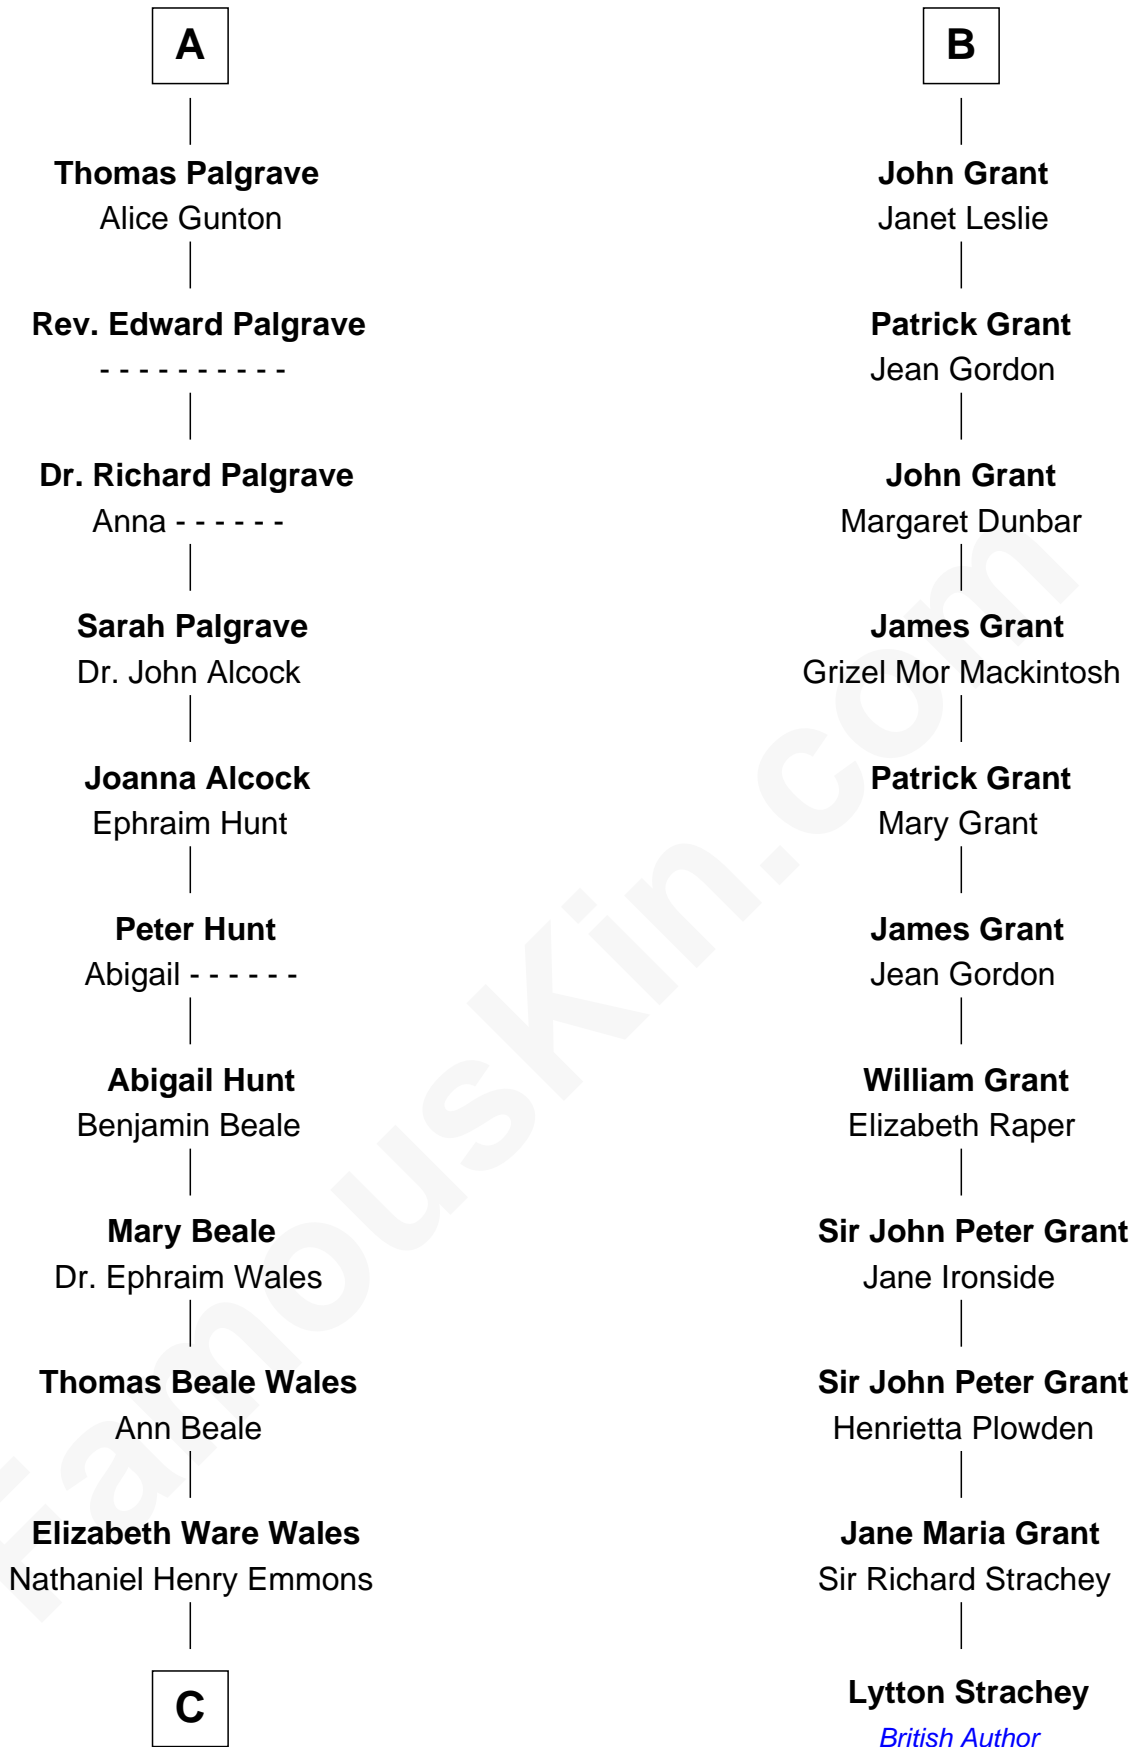 A
Thomas Palgrave
Alice Gunton
Rev. Edward Palgrave
- - - - - - - - - -
Dr. Richard Palgrave
Anna - - - - - -
Sarah Palgrave
Dr. John Alcock
Joanna Alcock
Ephraim Hunt
Peter Hunt
Abigail - - - - - -
Abigail Hunt
Benjamin Beale
Mary Beale
Dr. Ephraim Wales
Thomas Beale Wales
Ann Beale
Elizabeth Ware Wales
Nathaniel Henry Emmons
C
B
John Grant
Janet Leslie
Patrick Grant
Jean Gordon
John Grant
Margaret Dunbar
James Grant
Grizel Mor Mackintosh
Patrick Grant
Mary Grant
James Grant
Jean Gordon
William Grant
Elizabeth Raper
Sir John Peter Grant
Jane Ironside
Sir John Peter Grant
Henrietta Plowden
Jane Maria Grant
Sir Richard Strachey
Lytton Strachey
British Author
FamousKin.com